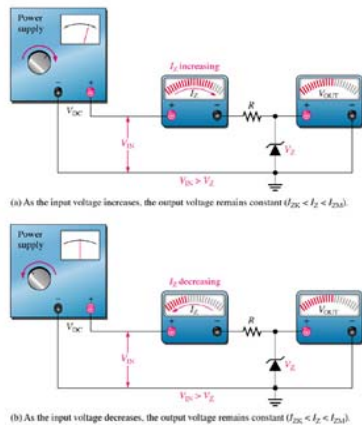 Power
supply
I_Z increasing
I_Z
V_OUT
V_DC
R
V_IN
V_Z
V_IN > V_Z
(a) As the input voltage increases, the output voltage remains constant (I_ZK < I_Z < I_ZM).
Power
supply
I_Z decreasing
I_Z
V_OUT
V_DC
R
V_IN
V_Z
V_IN > V_Z
(b) As the input voltage decreases, the output voltage remains constant (I_ZK < I_Z < I_ZM).